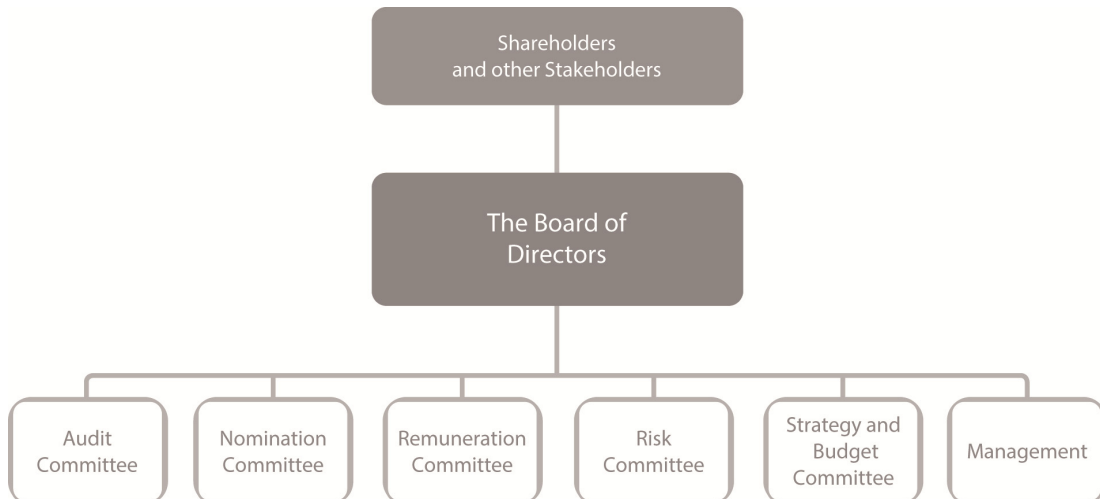 Shareholders
and other Stakeholders
The Board of
Directors
Audit
Committee
Nomination
Committee
Remuneration
Committee
Risk
Committee
Strategy and
Budget
Committee
Management